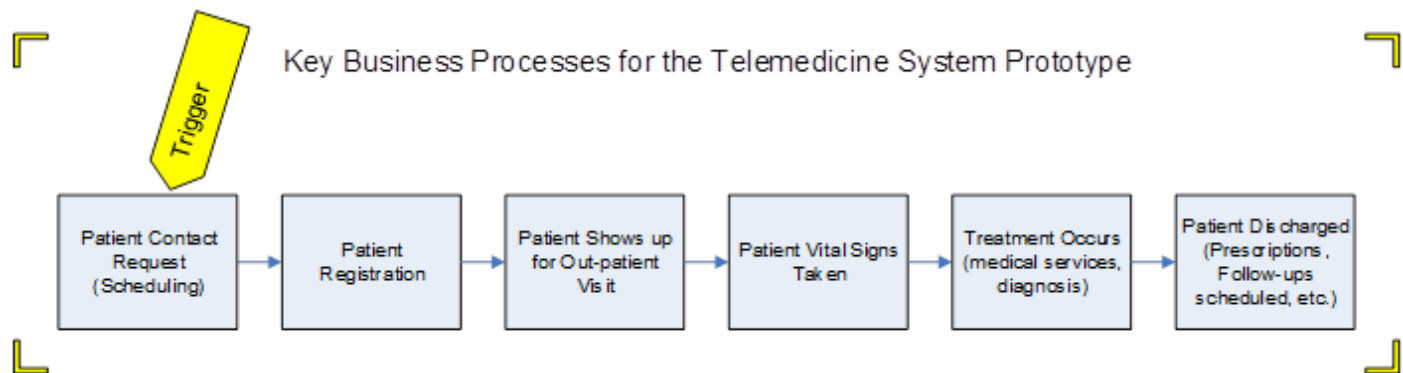 Key Business Processes for the Telemedicine System Prototype
Trigger
Patient Contact
Request
(Scheduling)
Patient
Registration
Patient Shows up
for Out-patient
Visit
Patient Vital Signs
Taken
Treatment Occurs
(medical services,
diagnosis)
Patient Discharged
(Prescriptions,
Follow-ups
scheduled, etc.)